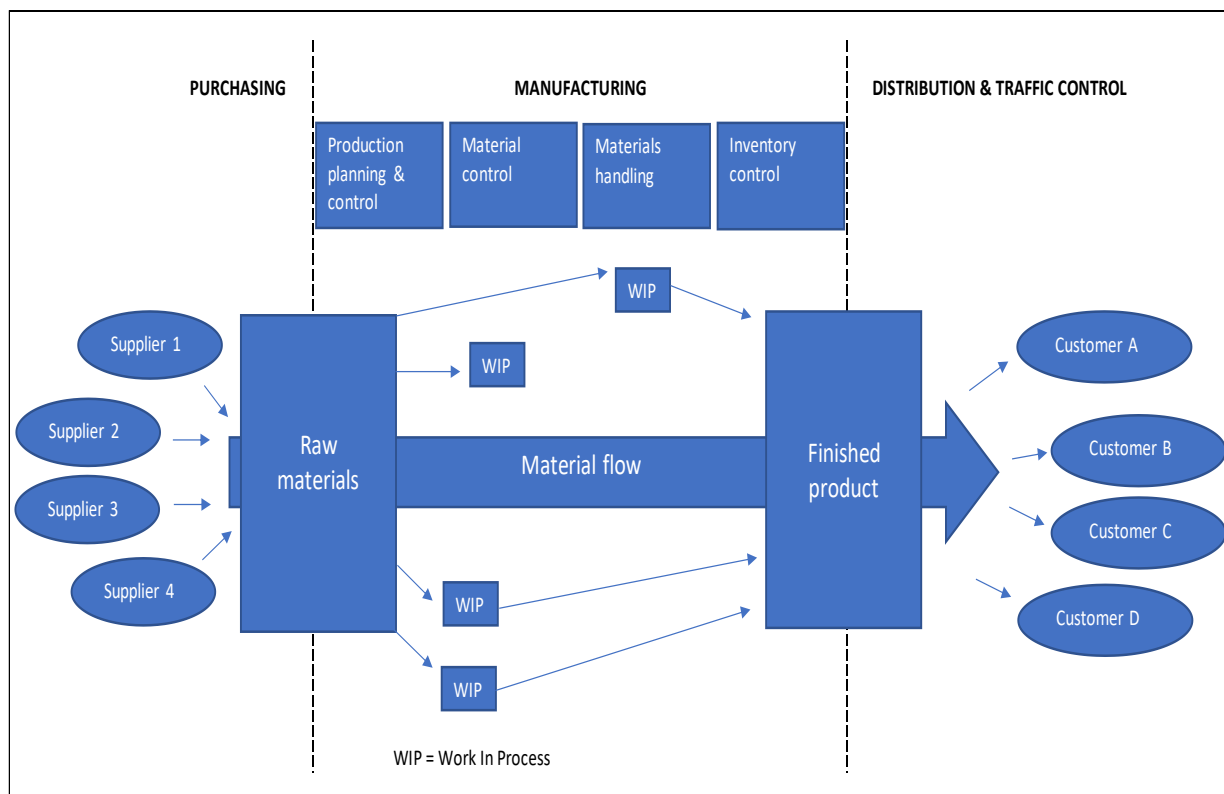 PURCHASING
MANUFACTURING
DISTRIBUTION & TRAFFIC CONTROL
Production
planning &
control
Material
control
Materials
handling
Inventory
control
WIP
WIP
Supplier 1
Supplier 2
Supplier 3
Supplier 4
Raw
materials
Material flow
Finished
product
Customer A
Customer B
Customer C
Customer D
WIP
WIP
WIP = Work In Process